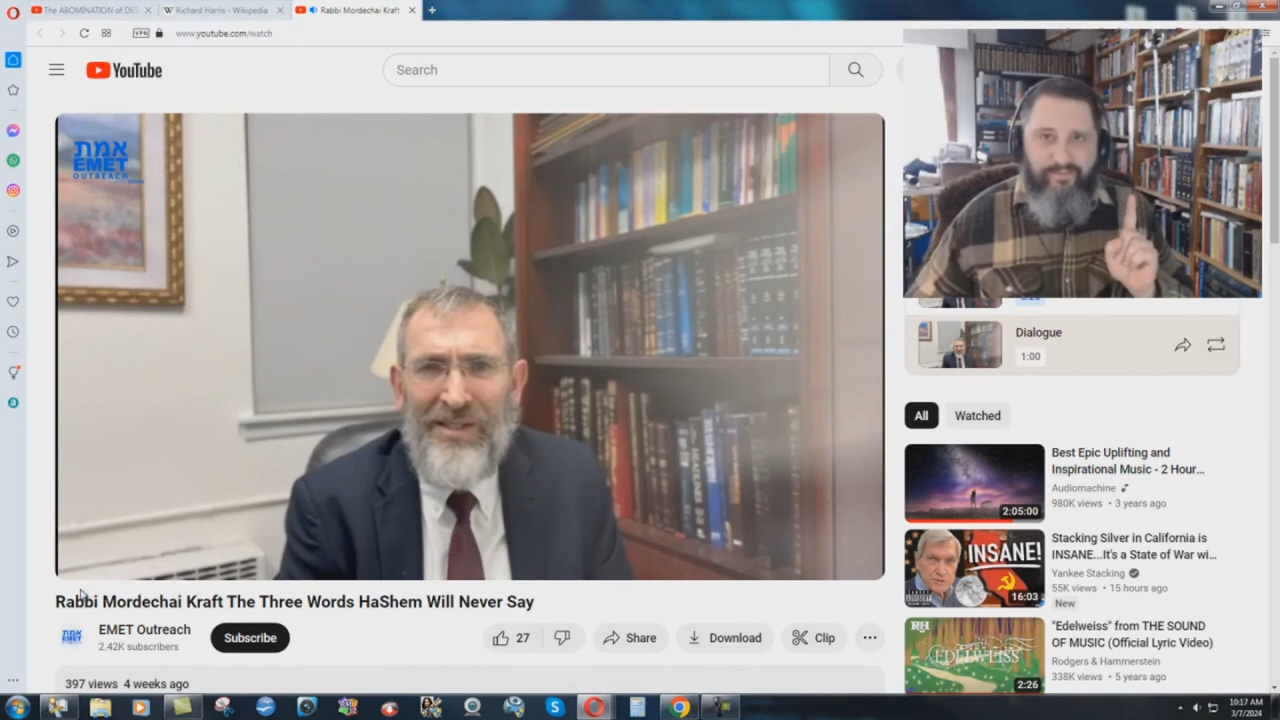 The ABOMINATION of DES
Richard Harris - Wikipedia
Rabbi Mordechai Kraft
VPN
www.youtube.com/watch
YouTube
Search
אמת
EMET
OUTREACH
Dialogue
1:00
All
Watched
Best Epic Uplifting and
Inspirational Music - 2 Hour...
Audiomachine
980K views • 3 years ago
2:05:00
INSANE!
16:03
Stacking Silver in California is
INSANE...It's a State of War wi...
Yankee Stacking
55K views • 15 hours ago
New
EDELWEISS
2:26
"Edelweiss" from THE SOUND
OF MUSIC (Official Lyric Video)
Rodgers & Hammerstein
338K views • 5 years ago
Rabbi Mordechai Kraft The Three Words HaShem Will Never Say
אמת
EMET Outreach
2.42K subscribers
Subscribe
27
Share
Download
Clip
397 views 4 weeks ago
10:17 AM
3/7/2024